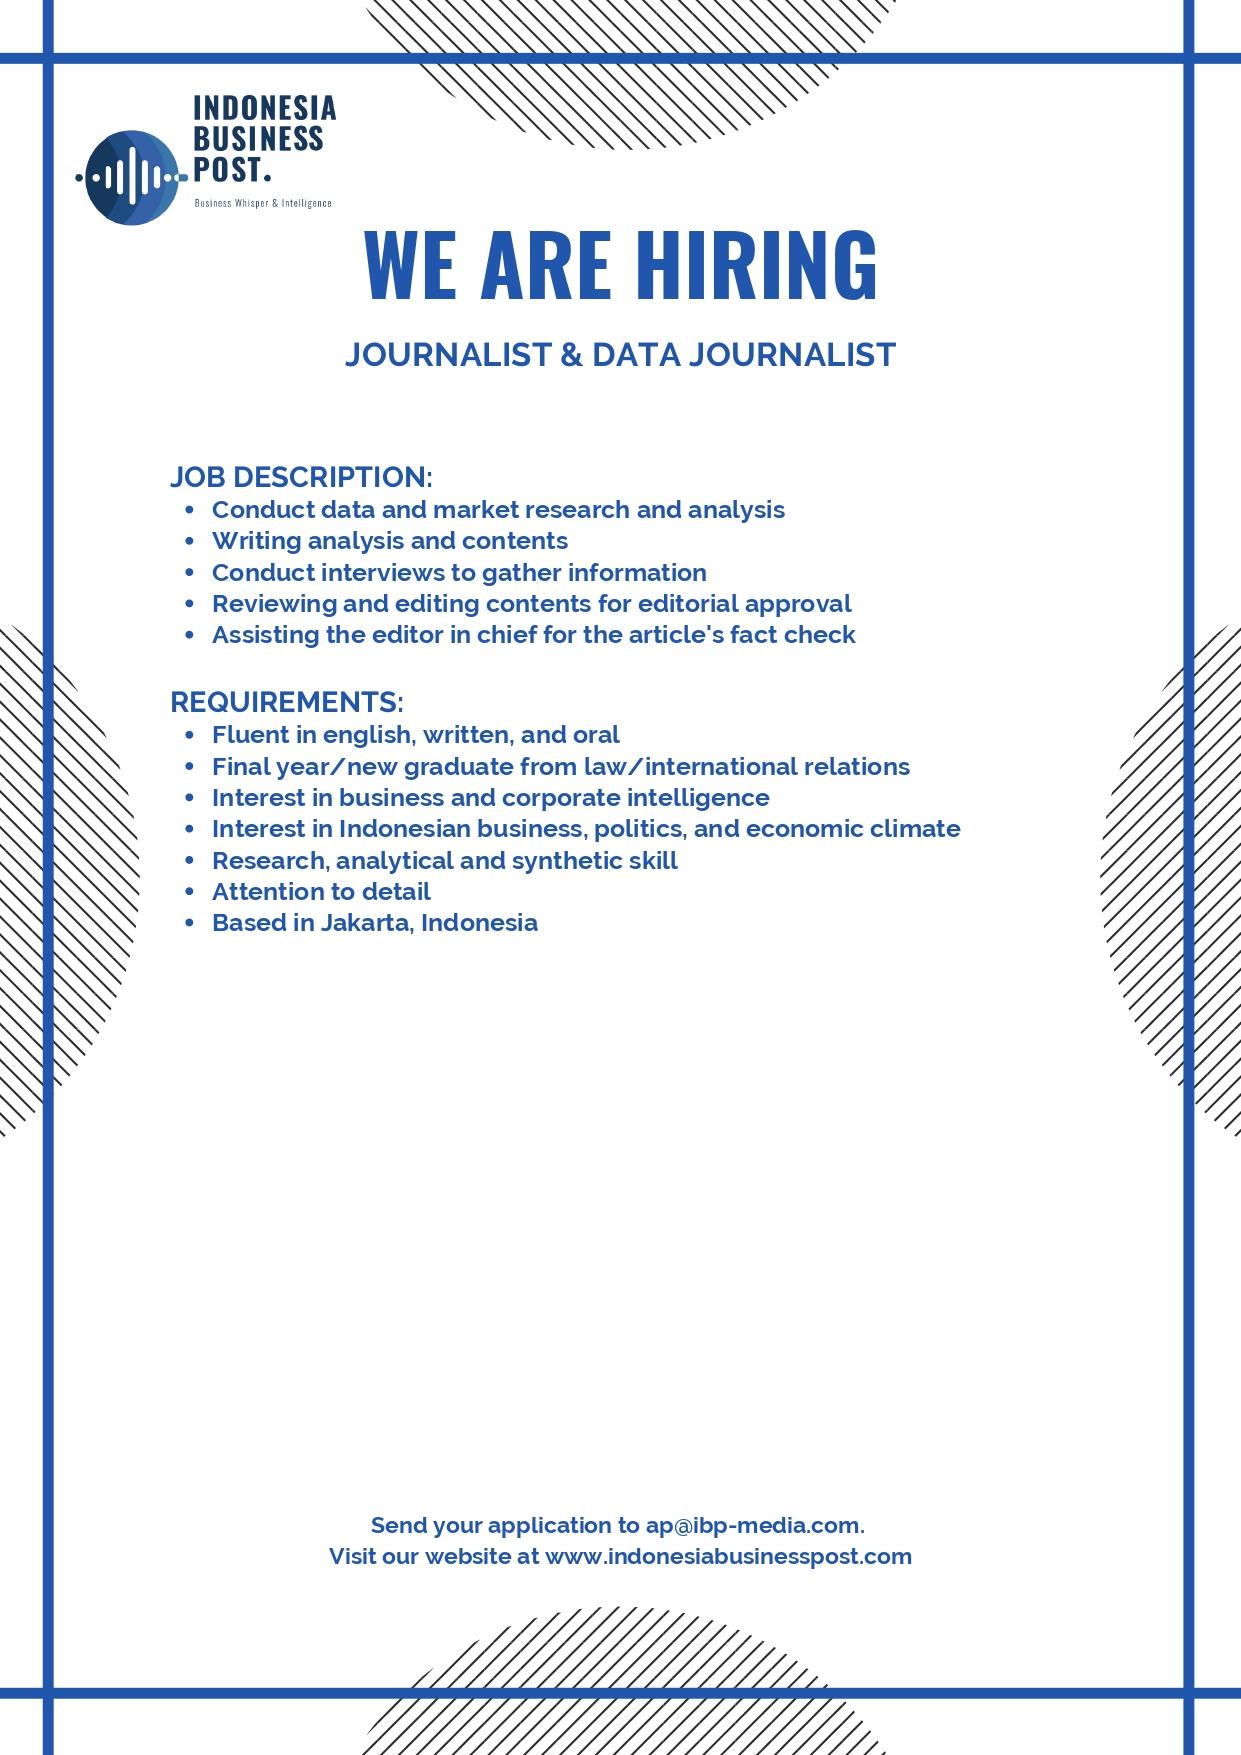 INDONESIA
BUSINESS
POST.
Business Whisper & Intelligence
WE ARE HIRING
JOURNALIST & DATA JOURNALIST
JOB DESCRIPTION:
• Conduct data and market research and analysis
• Writing analysis and contents
• Conduct interviews to gather information
• Reviewing and editing contents for editorial approval
• Assisting the editor in chief for the article's fact check
REQUIREMENTS:
• Fluent in english, written, and oral
• Final year/new graduate from law/international relations
• Interest in business and corporate intelligence
• Interest in Indonesian business, politics, and economic climate
• Research, analytical and synthetic skill
• Attention to detail
• Based in Jakarta, Indonesia
Send your application to ap@ibp-media.com.
Visit our website at www.indonesiabusinesspost.com